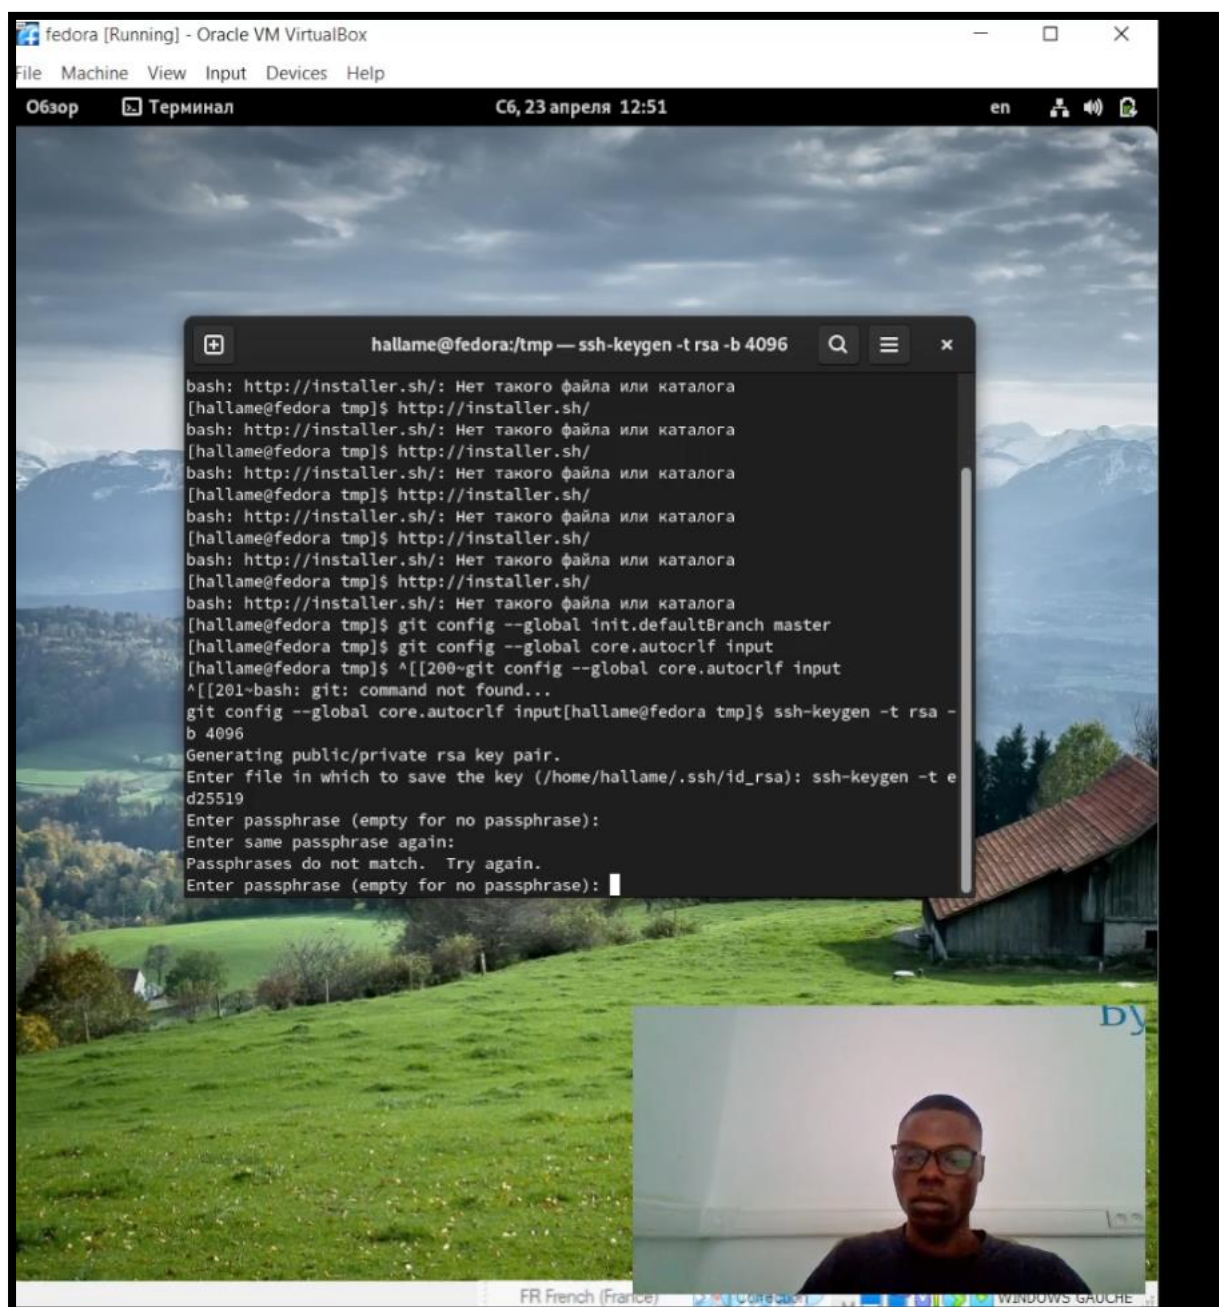 fedora [Running] - Oracle VM VirtualBox
File Machine View Input Devices Help
Обзор Терминал Сб, 23 апреля 12:51 en
hallame@fedora:/tmp — ssh-keygen -t rsa -b 4096
bash: http://installer.sh/: Нет такого файла или каталога
[hallame@fedora tmp]$ http://installer.sh/
bash: http://installer.sh/: Нет такого файла или каталога
[hallame@fedora tmp]$ http://installer.sh/
bash: http://installer.sh/: Нет такого файла или каталога
[hallame@fedora tmp]$ http://installer.sh/
bash: http://installer.sh/: Нет такого файла или каталога
[hallame@fedora tmp]$ http://installer.sh/
bash: http://installer.sh/: Нет такого файла или каталога
[hallame@fedora tmp]$ http://installer.sh/
bash: http://installer.sh/: Нет такого файла или каталога
[hallame@fedora tmp]$ git config --global init.defaultBranch master
[hallame@fedora tmp]$ git config --global core.autocrlf input
[hallame@fedora tmp]$ ^[[200~git config --global core.autocrlf input
^[[201~bash: git: command not found...
git config --global core.autocrlf input[hallame@fedora tmp]$ ssh-keygen -t rsa -
b 4096
Generating public/private rsa key pair.
Enter file in which to save the key (/home/hallame/.ssh/id_rsa): ssh-keygen -t e
d25519
Enter passphrase (empty for no passphrase):
Enter same passphrase again:
Passphrases do not match.  Try again.
Enter passphrase (empty for no passphrase):
By
FR French (France) WINDOWS GAUCHE